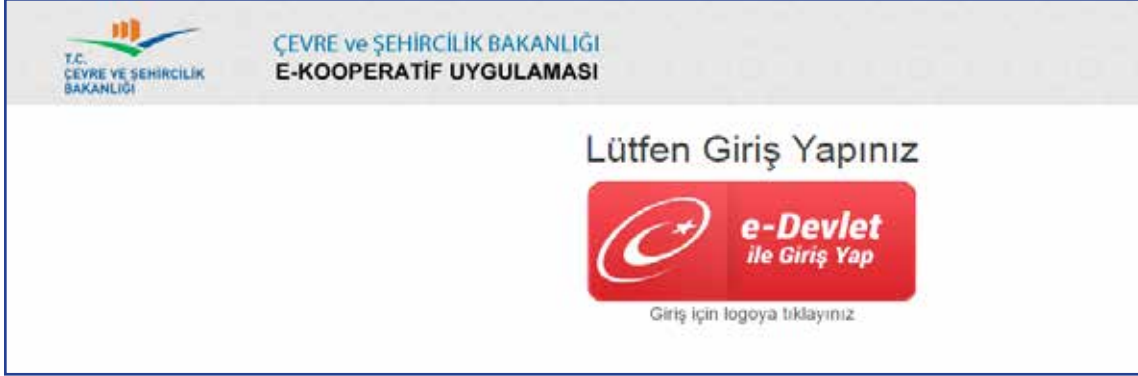 T.C.
ÇEVRE VE ŞEHİRCİLİK
BAKANLIĞI
ÇEVRE ve ŞEHİRCİLİK BAKANLIĞI
E-KOOPERATİF UYGULAMASI
Lütfen Giriş Yapınız
e-Devlet
ile Giriş Yap
Giriş için logoya tıklayınız